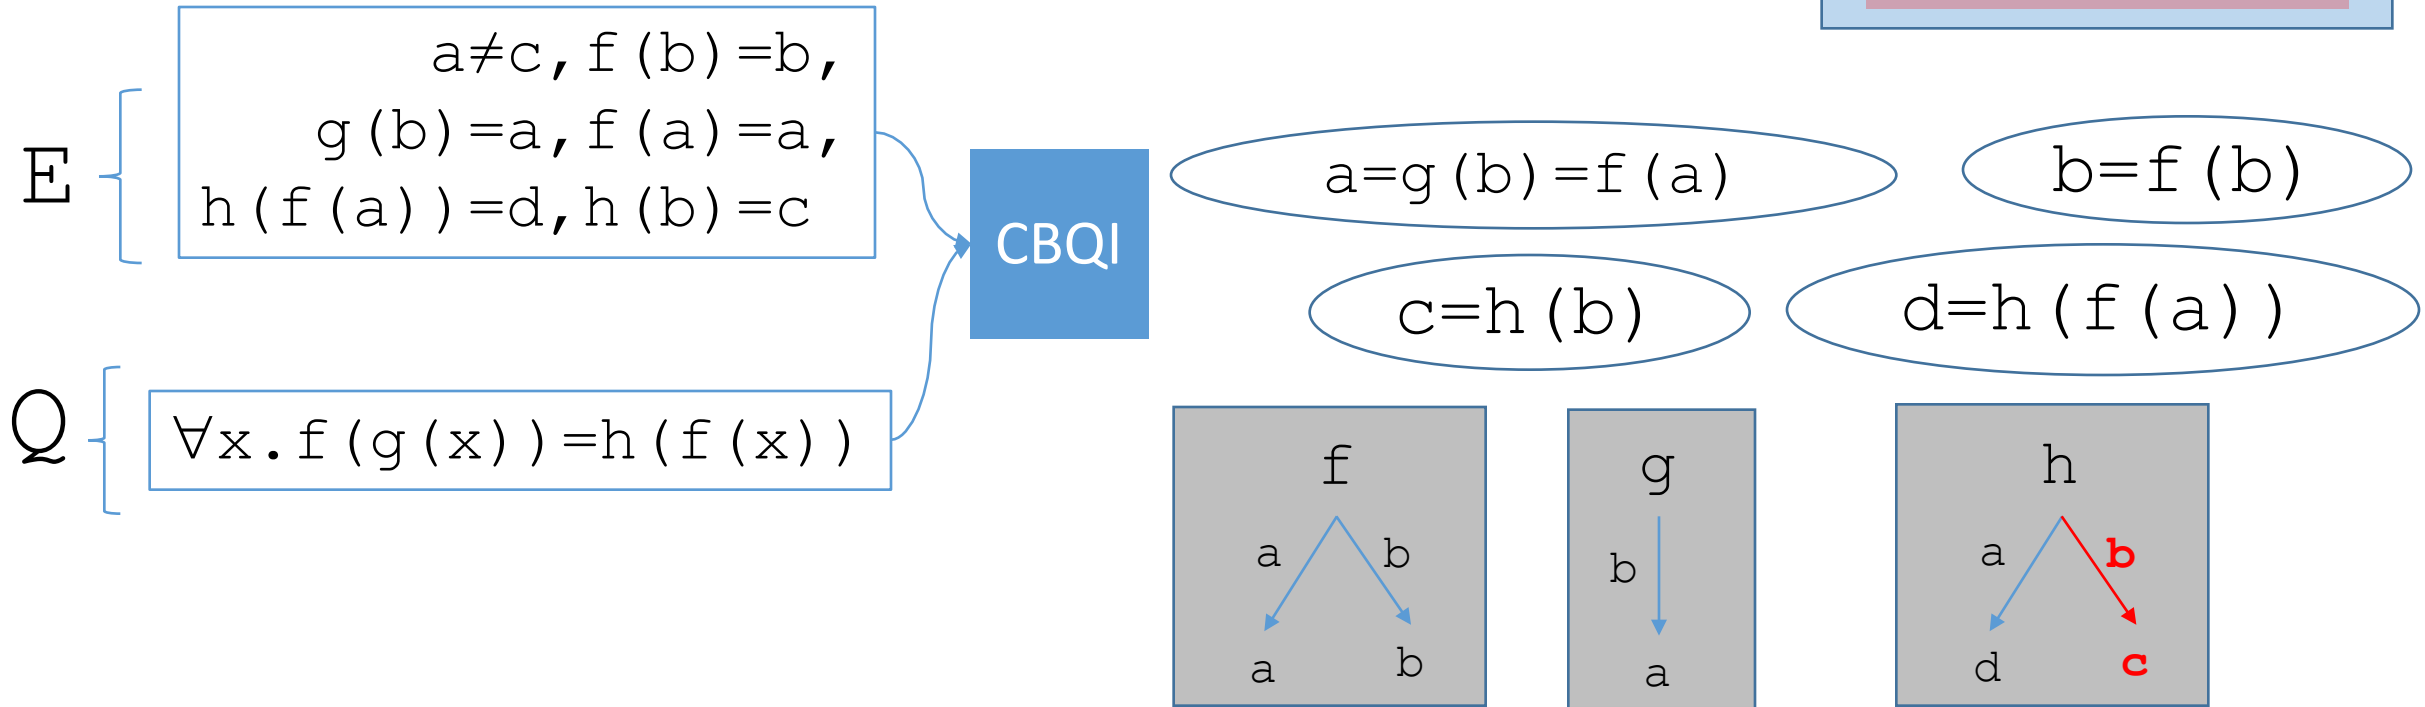 E
a≠c,f(b)=b,
g(b)=a,f(a)=a,
h(f(a))=d,h(b)=c
Q
∀x.f(g(x))=h(f(x))
CBQI
a=g(b)=f(a)
b=f(b)
c=h(b)
d=h(f(a))
f
a b
a b
g
b
a
h
a b
d c